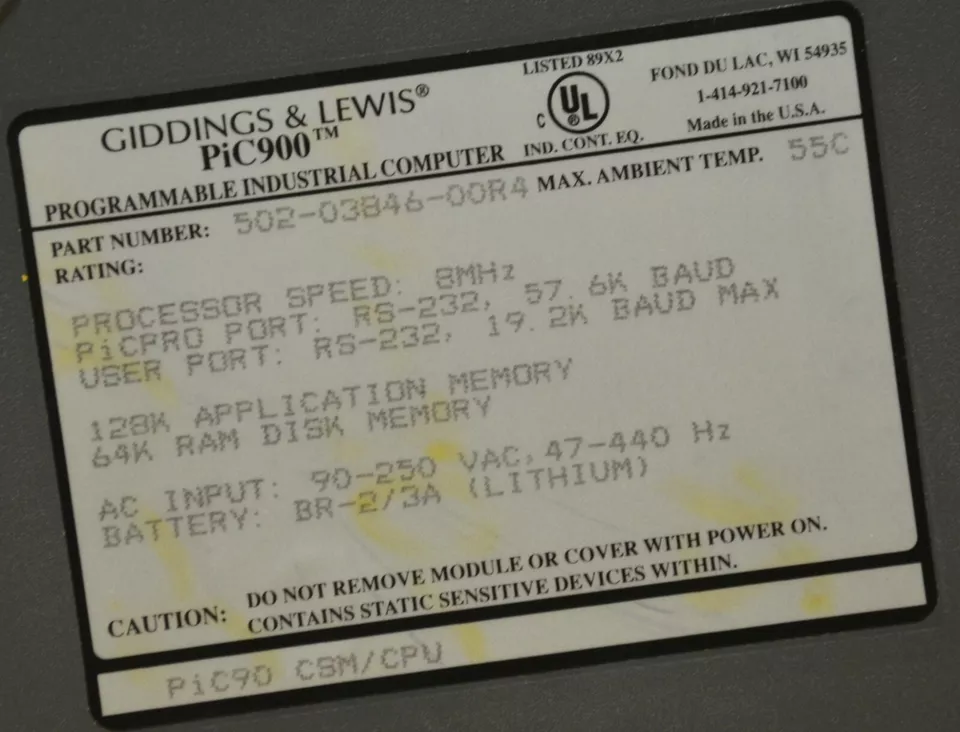 GIDDINGS & LEWIS®
PiC900™
PROGRAMMABLE INDUSTRIAL COMPUTER
LISTED 89X2
C UL ®
IND. CONT. EQ.
FOND DU LAC, WI 54935
1-414-921-7100
Made in the U.S.A.
PART NUMBER: 502-03846-00R4 MAX. AMBIENT TEMP. 55C
RATING:
PROCESSOR SPEED: 8MHz
PiCPRO PORT: RS-232, 57.6K BAUD
USER PORT: RS-232, 19.2K BAUD MAX
128K APPLICATION MEMORY
64K RAM DISK MEMORY
AC INPUT: 90-250 VAC, 47-440 Hz
BATTERY: BR-2/3A (LITHIUM)
CAUTION: DO NOT REMOVE MODULE OR COVER WITH POWER ON.
CONTAINS STATIC SENSITIVE DEVICES WITHIN.
PiC90 CSM/CPU